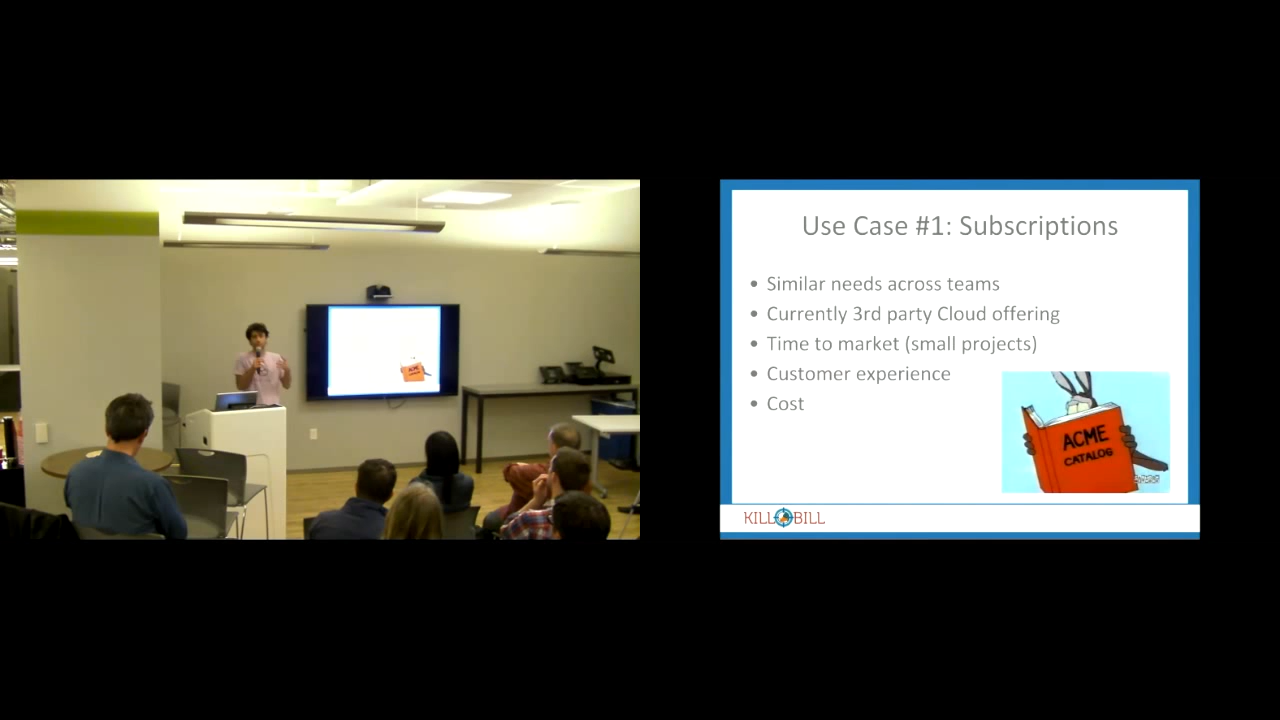 Use Case #1: Subscriptions
• Similar needs across teams
• Currently 3rd party Cloud offering
• Time to market (small projects)
• Customer experience
• Cost
ACME
CATALOG
KILL BILL